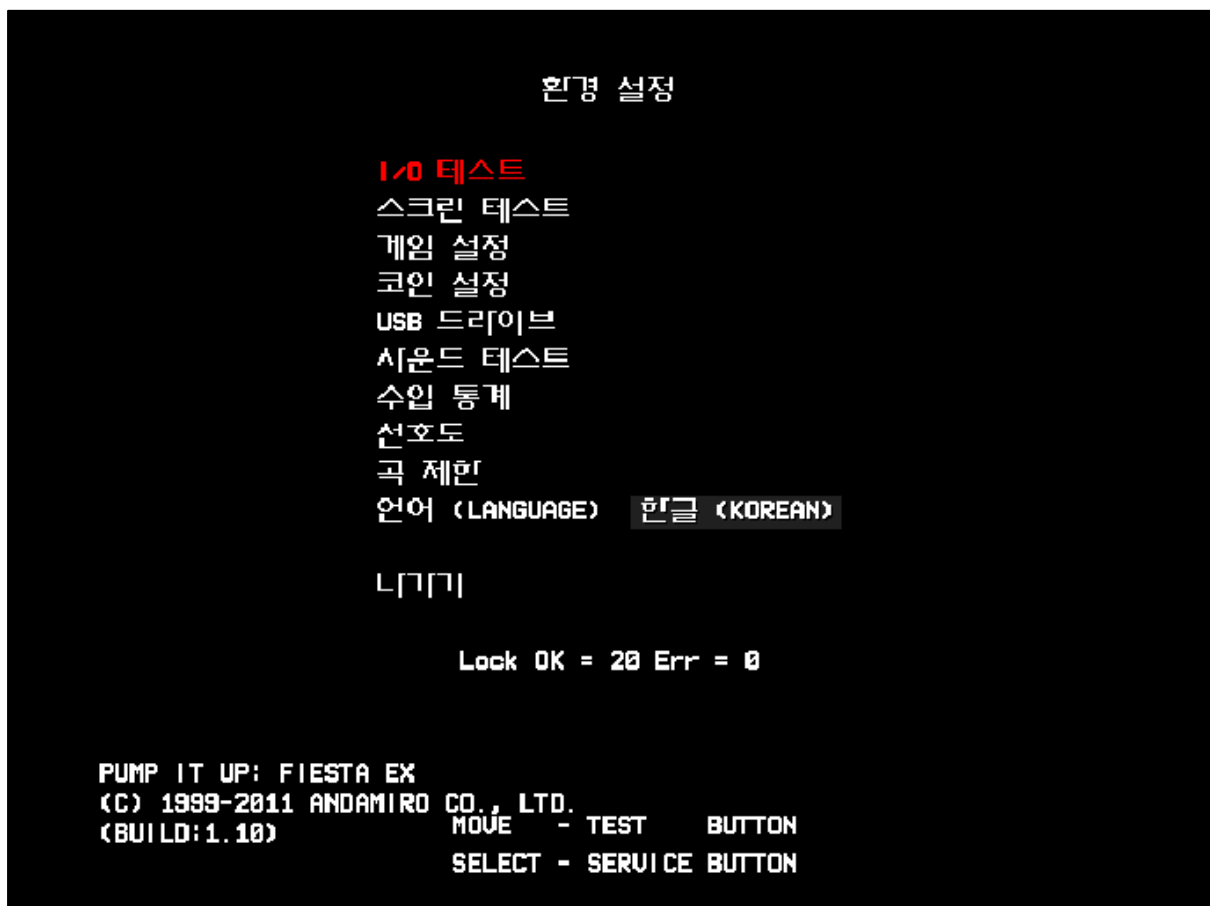 환경 설정
I/O 테스트
스크린 테스트
게임 설정
코인 설정
USB 드라이브
사운드 테스트
수입 통계
선호도
곡 제한
언어 (LANGUAGE) 한글 (KOREAN)
나가기
Lock OK = 20 Err = 0
PUMP IT UP: FIESTA EX
(C) 1999-2011 ANDAMIRO CO., LTD.
(BUILD:1.10)
MOVE - TEST BUTTON
SELECT - SERVICE BUTTON